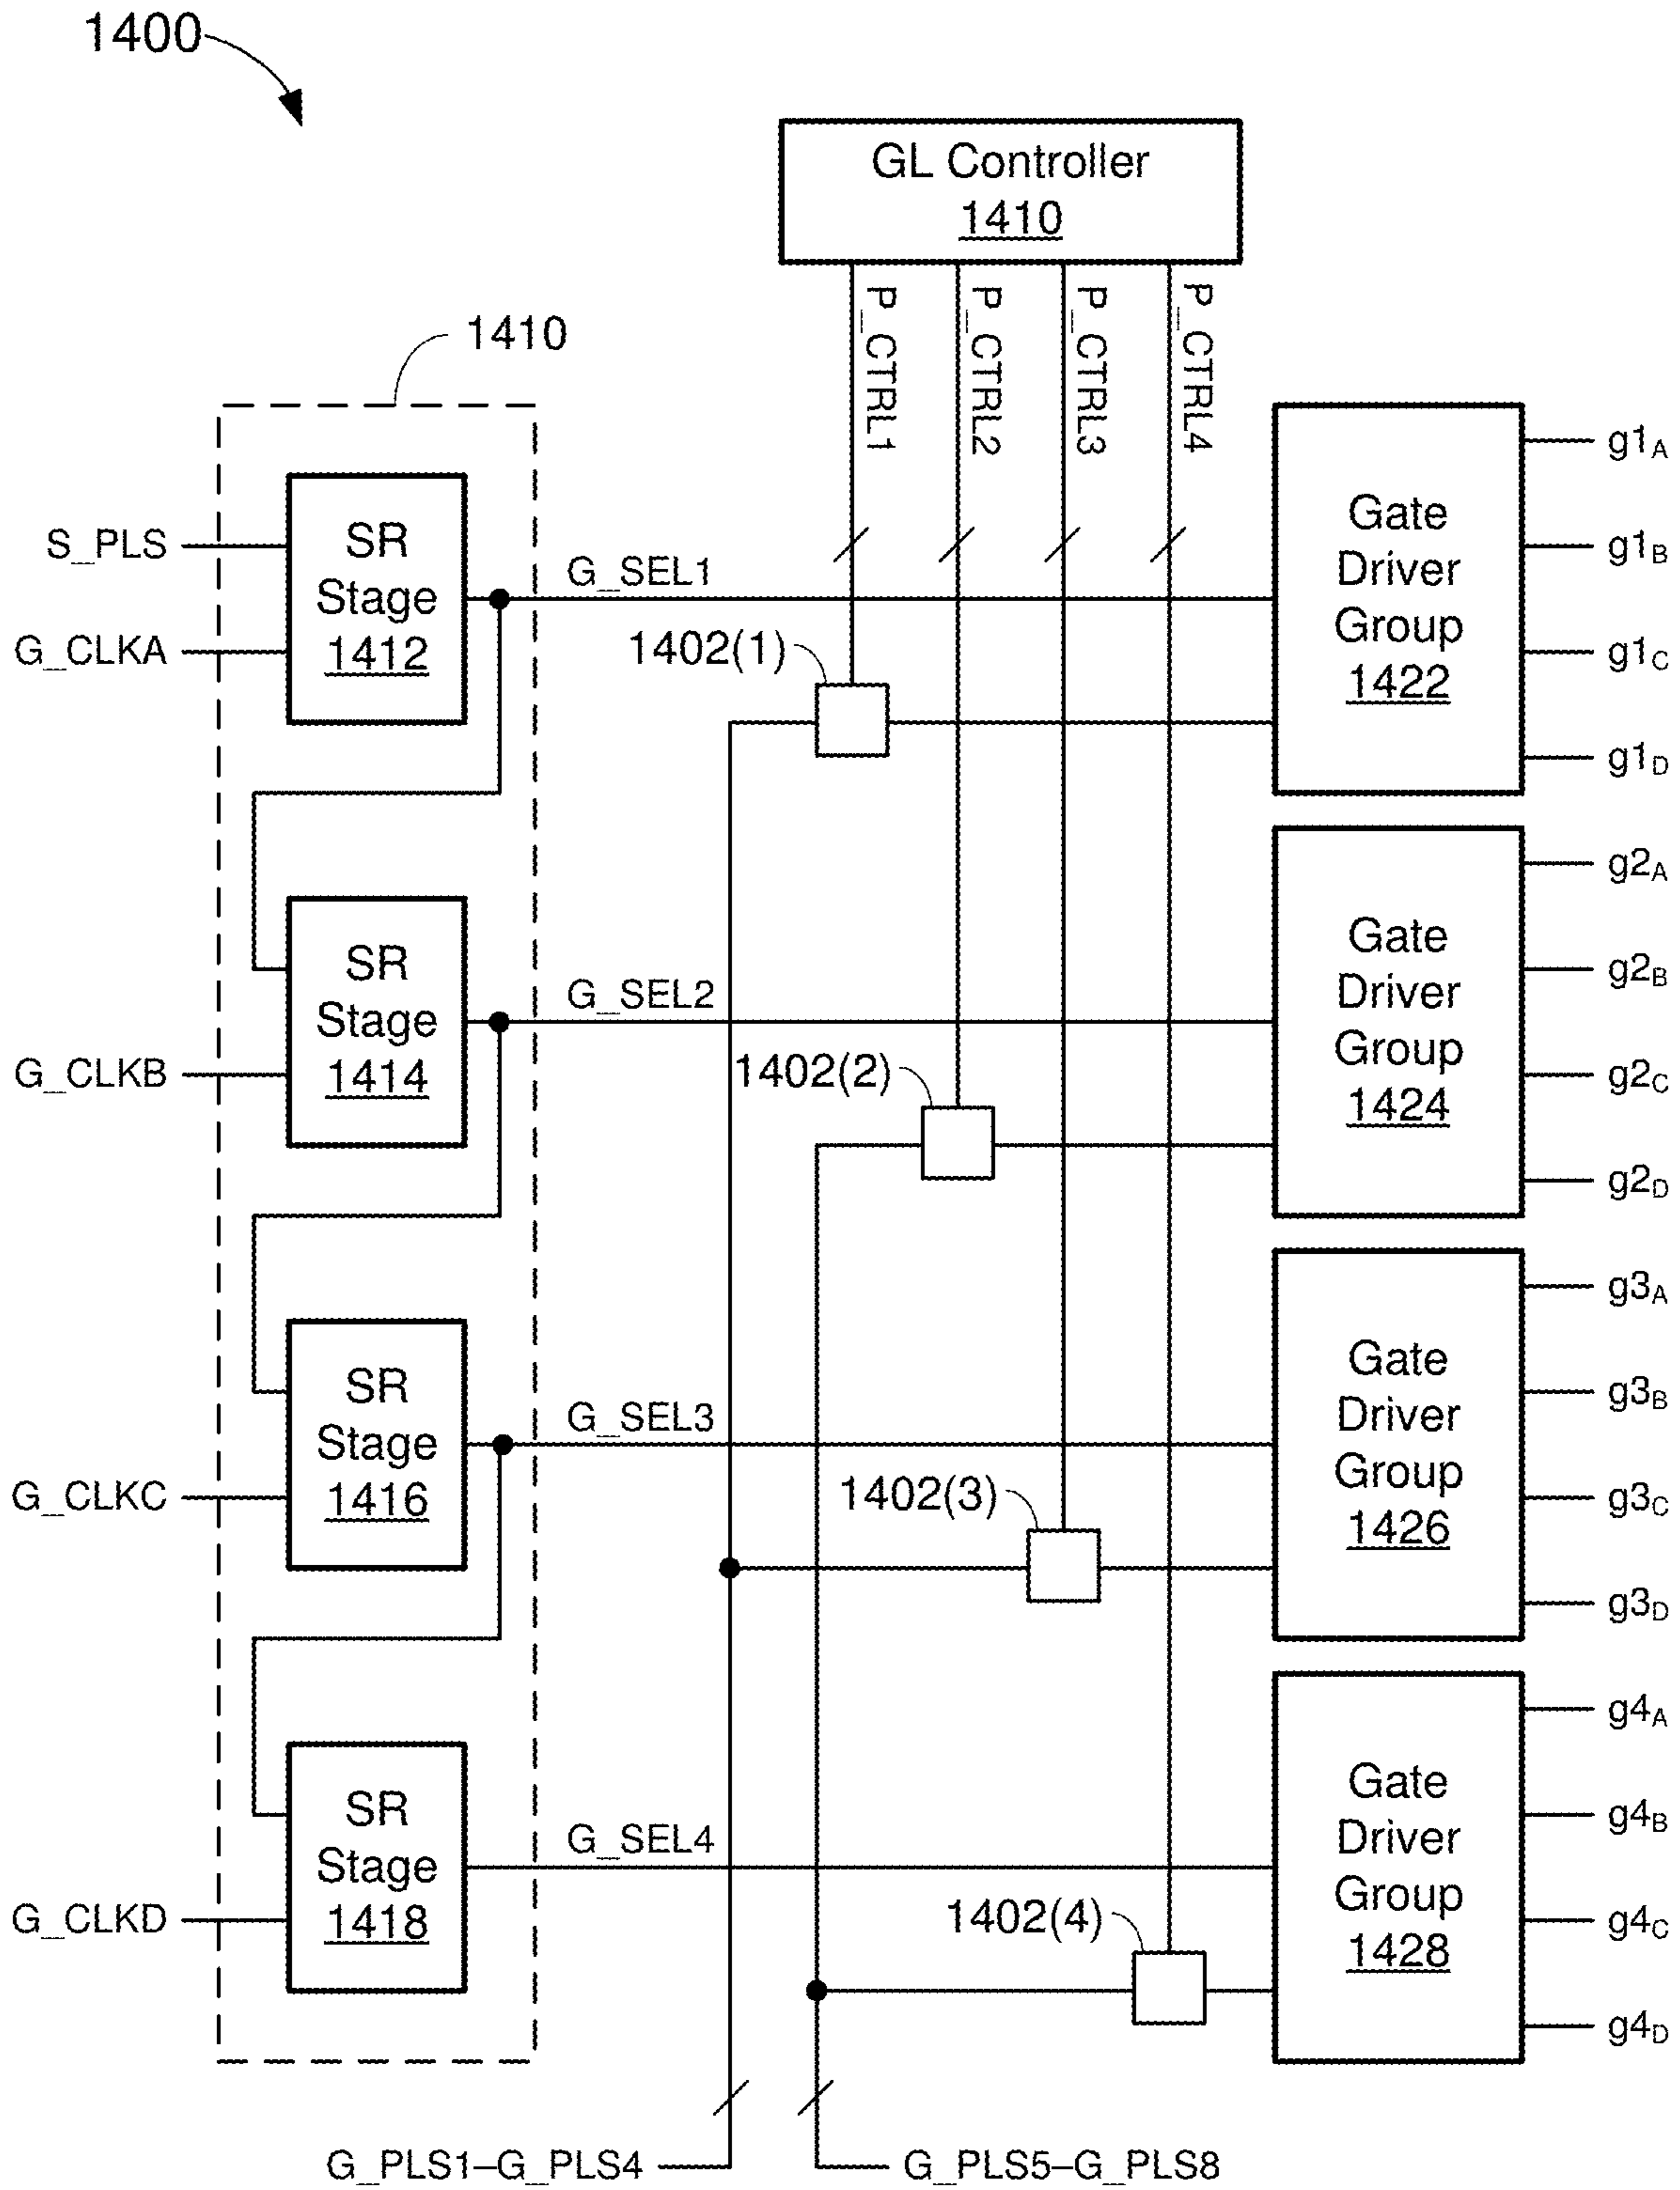 1400
GL Controller
1410
P_CTRL1
P_CTRL2
P_CTRL3
P_CTRL4
1410
S_PLS
G_CLKA
SR
Stage
1412
G_SEL1
1402(1)
Gate
Driver
Group
1422
g1A
g1B
g1C
g1D
G_CLKB
SR
Stage
1414
G_SEL2
1402(2)
Gate
Driver
Group
1424
g2A
g2B
g2C
g2D
G_CLKC
SR
Stage
1416
G_SEL3
1402(3)
Gate
Driver
Group
1426
g3A
g3B
g3C
g3D
G_CLKD
SR
Stage
1418
G_SEL4
1402(4)
Gate
Driver
Group
1428
g4A
g4B
g4C
g4D
G_PLS1–G_PLS4
G_PLS5–G_PLS8